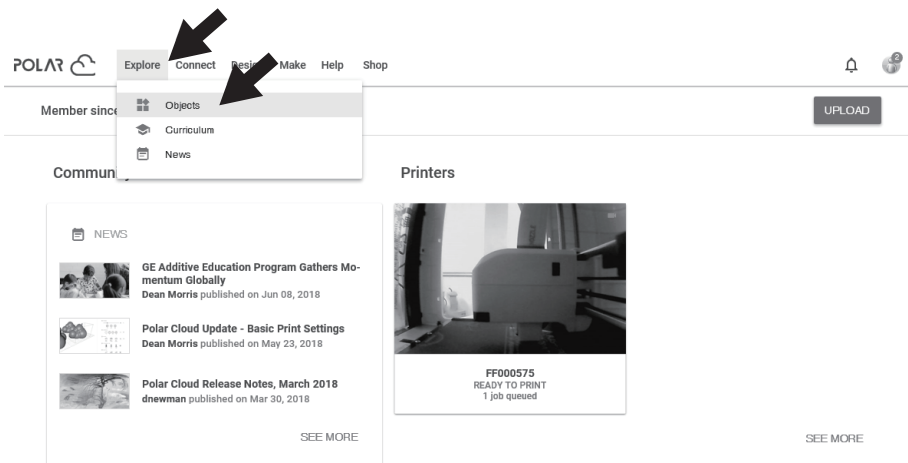 POLAR
Explore Connect Design Make Help Shop
2
Objects
Curriculum
News
Member since
UPLOAD
Printers
NEWS
GE Additive Education Program Gathers Mo-
mentum Globally
Dean Morris published on Jun 08, 2018
Polar Cloud Update - Basic Print Settings
Dean Morris published on May 23, 2018
Polar Cloud Release Notes, March 2018
dnewman published on Mar 30, 2018
SEE MORE
FF000575
READY TO PRINT
1 job queued
SEE MORE